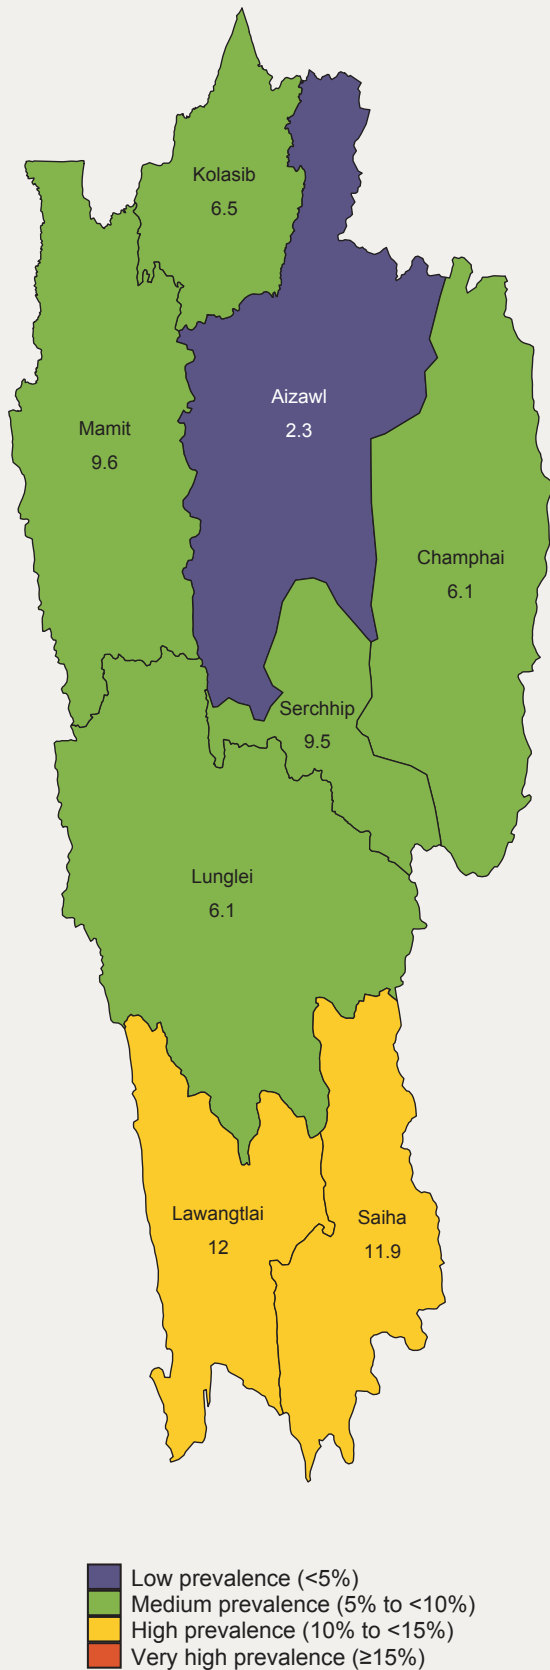 Kolasib
6.5
Aizawl
2.3
Mamit
9.6
Champhai
6.1
Serchhip
9.5
Lunglei
6.1
Lawangtlai
12
Saiha
11.9
Low prevalence (<5%)
Medium prevalence (5% to <10%)
High prevalence (10% to <15%)
Very high prevalence (≥15%)